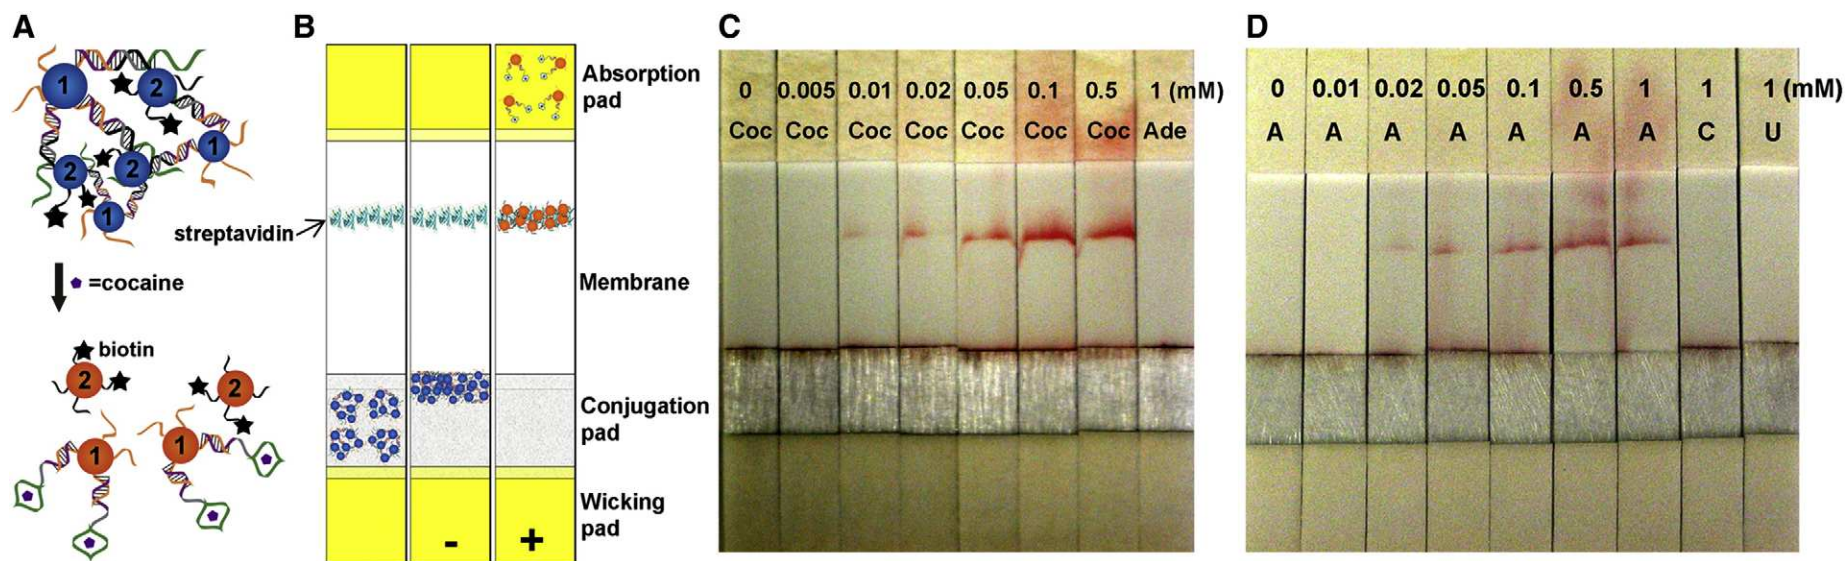 A
1
2
1
2
2
1
=cocaine
biotin
2
2
1
1
B
streptavidin
Absorption
pad
Membrane
Conjugation
pad
Wicking
pad
- +
C
0 0.005 0.01 0.02 0.05 0.1 0.5 1 (mM)
Coc Coc Coc Coc Coc Coc Coc Ade
D
0 0.01 0.02 0.05 0.1 0.5 1 1 1 (mM)
A A A A A A A C U